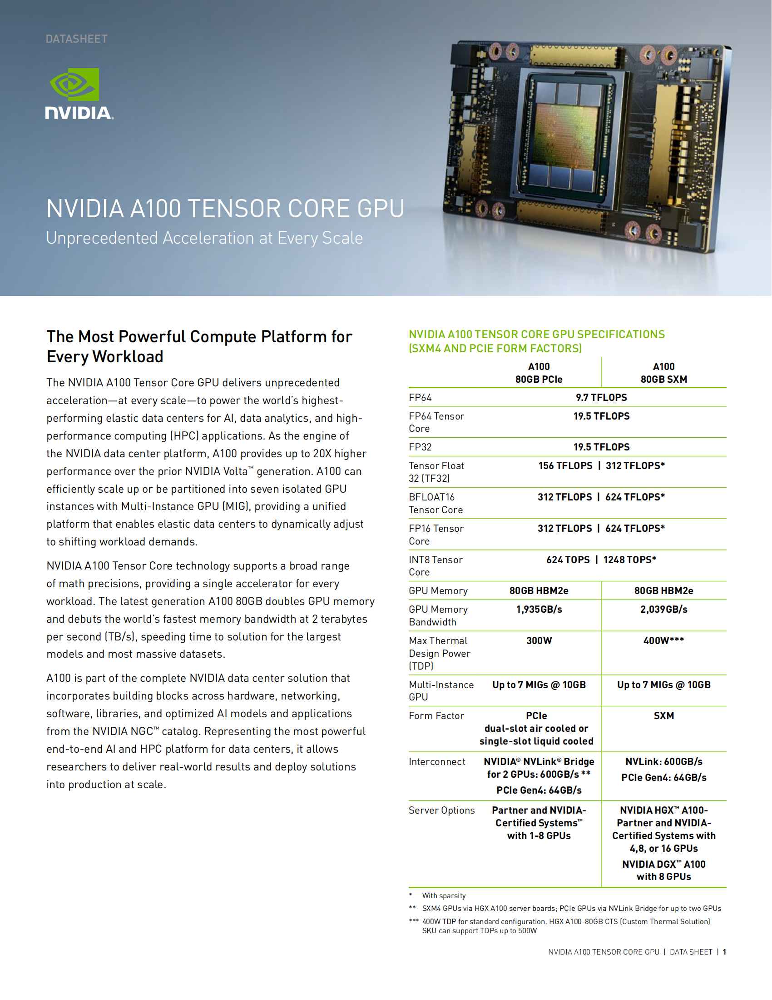 DATASHEET
NVIDIA®
NVIDIA A100 TENSOR CORE GPU
Unprecedented Acceleration at Every Scale
The Most Powerful Compute Platform for
Every Workload
The NVIDIA A100 Tensor Core GPU delivers unprecedented
acceleration—at every scale—to power the world’s highest-
performing elastic data centers for AI, data analytics, and high-
performance computing (HPC) applications. As the engine of
the NVIDIA data center platform, A100 provides up to 20X higher
performance over the prior NVIDIA Volta™ generation. A100 can
efficiently scale up or be partitioned into seven isolated GPU
instances with Multi-Instance GPU (MIG), providing a unified
platform that enables elastic data centers to dynamically adjust
to shifting workload demands.
NVIDIA A100 Tensor Core technology supports a broad range
of math precisions, providing a single accelerator for every
workload. The latest generation A100 80GB doubles GPU memory
and debuts the world’s fastest memory bandwidth at 2 terabytes
per second (TB/s), speeding time to solution for the largest
models and most massive datasets.
A100 is part of the complete NVIDIA data center solution that
incorporates building blocks across hardware, networking,
software, libraries, and optimized AI models and applications
from the NVIDIA NGC™ catalog. Representing the most powerful
end-to-end AI and HPC platform for data centers, it allows
researchers to deliver real-world results and deploy solutions
into production at scale.
NVIDIA A100 TENSOR CORE GPU SPECIFICATIONS
(SXM4 AND PCIE FORM FACTORS)
A100 A100
80GB PCIe 80GB SXM
FP64 9.7 TFLOPS
FP64 Tensor 19.5 TFLOPS
Core
FP32 19.5 TFLOPS
Tensor Float 156 TFLOPS | 312 TFLOPS*
32 (TF32)
BFLOAT16 312 TFLOPS | 624 TFLOPS*
Tensor Core
FP16 Tensor 312 TFLOPS | 624 TFLOPS*
Core
INT8 Tensor 624 TOPS | 1248 TOPS*
Core
GPU Memory 80GB HBM2e 80GB HBM2e
GPU Memory 1,935GB/s 2,039GB/s
Bandwidth
Max Thermal 300W 400W***
Design Power
(TDP)
Multi-Instance Up to 7 MIGs @ 10GB Up to 7 MIGs @ 10GB
GPU
Form Factor PCIe SXM
dual-slot air cooled or
single-slot liquid cooled
Interconnect NVIDIA® NVLink® Bridge NVLink: 600GB/s
for 2 GPUs: 600GB/s ** PCIe Gen4: 64GB/s
PCIe Gen4: 64GB/s
Server Options Partner and NVIDIA- NVIDIA HGX™ A100-
Certified Systems™ Partner and NVIDIA-
with 1-8 GPUs Certified Systems with
4,8, or 16 GPUs
NVIDIA DGX™ A100
with 8 GPUs
* With sparsity
** SXM4 GPUs via HGX A100 server boards; PCIe GPUs via NVLink Bridge for up to two GPUs
*** 400W TDP for standard configuration. HGX A100-80GB CTS (Custom Thermal Solution)
SKU can support TDPs up to 500W
NVIDIA A100 TENSOR CORE GPU | DATA SHEET | 1